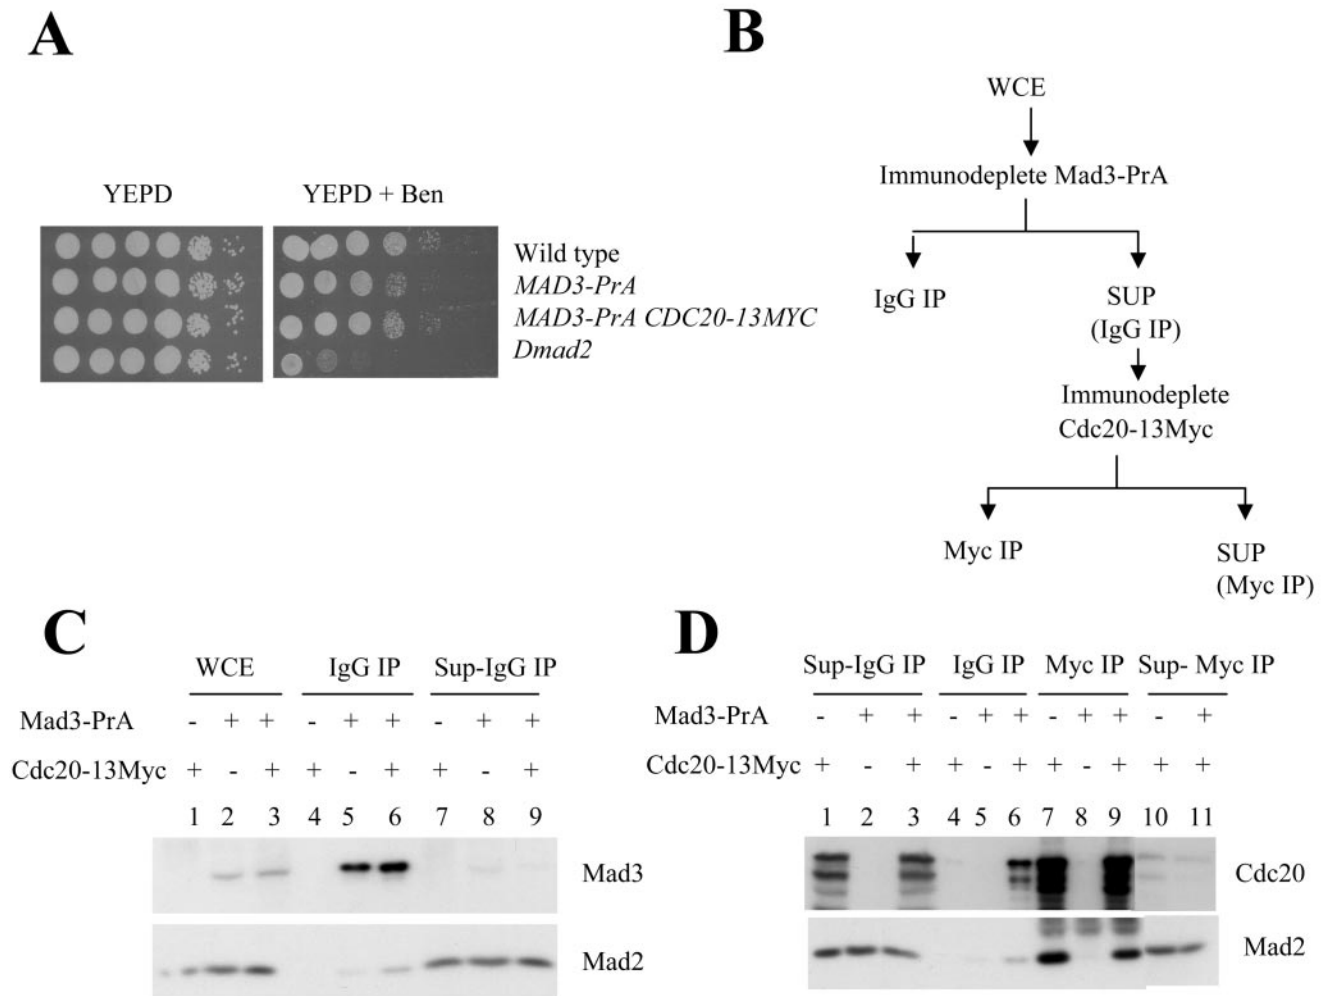 A
YEPD
YEPD + Ben
Wild type
MAD3-PrA
MAD3-PrA CDC20-13MYC
Dmad2
B
WCE
Immunodeplete Mad3-PrA
IgG IP
SUP
(IgG IP)
Immunodeplete
Cdc20-13Myc
Myc IP
SUP
(Myc IP)
C
WCE IgG IP Sup-IgG IP
Mad3-PrA - + + - + + - + +
Cdc20-13Myc + - + + - + + - +
1 2 3 4 5 6 7 8 9
Mad3
Mad2
D
Sup-IgG IP IgG IP Myc IP Sup- Myc IP
Mad3-PrA - + + - + + - + + - +
Cdc20-13Myc + - + + - + + - + + +
1 2 3 4 5 6 7 8 9 10 11
Cdc20
Mad2